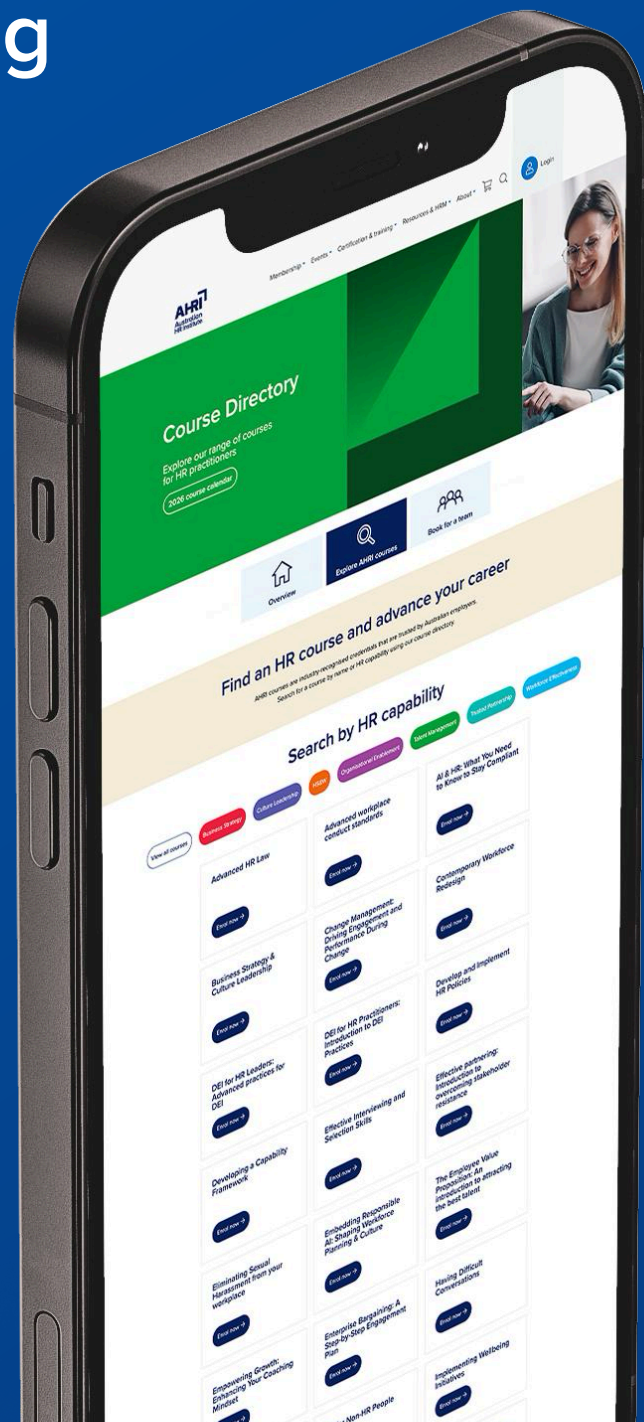 g
Membership Events Certification & training Resources & HRM About Login
AHRI
Australian
HR Institute
Course Directory
Explore our range of courses
for HR practitioners
2026 course calendar
Overview
Explore AHRI courses
Book for a team
Find an HR course and advance your career
AHRI courses are industry-recognised credentials that are trusted by Australian employers.
Search for a course by name or HR capability using our course directory
Search by HR capability
View all courses
Business Strategy
Culture Leadership
Organisational Enablement
Talent Management
Trusted Partnership
Workforce Effectiveness
Advanced HR Law
Enrol now →
Advanced workplace
conduct standards
Enrol now →
AI & HR: What You Need
to Know to Stay Compliant
Enrol now →
Business Strategy &
Culture Leadership
Enrol now →
Change Management:
Driving Engagement and
Performance During
Change
Enrol now →
Contemporary Workforce
Redesign
Enrol now →
DEI for HR Leaders:
Advanced practices for
DEI
Enrol now →
DEI for HR Practitioners:
Introduction to DEI
Practices
Enrol now →
Develop and Implement
HR Policies
Enrol now →
Developing a Capability
Framework
Enrol now →
Effective Interviewing and
Selection Skills
Enrol now →
Effective partnering:
Introduction to
overcoming stakeholder
resistance
Enrol now →
Eliminating Sexual
Harassment from your
workplace
Enrol now →
Embedding Responsible
AI: Shaping Workforce
Planning & Culture
Enrol now →
The Employee Value
Proposition: An
introduction to attracting
the best talent
Enrol now →
Empowering Growth:
Enhancing Your Coaching
Mindset
Enrol now →
Enterprise Bargaining: A
Step-by-Step Engagement
Plan
Enrol now →
Having Difficult
Conversations
Enrol now →
Non-HR People
Implementing Wellbeing
Initiatives
Enrol now →